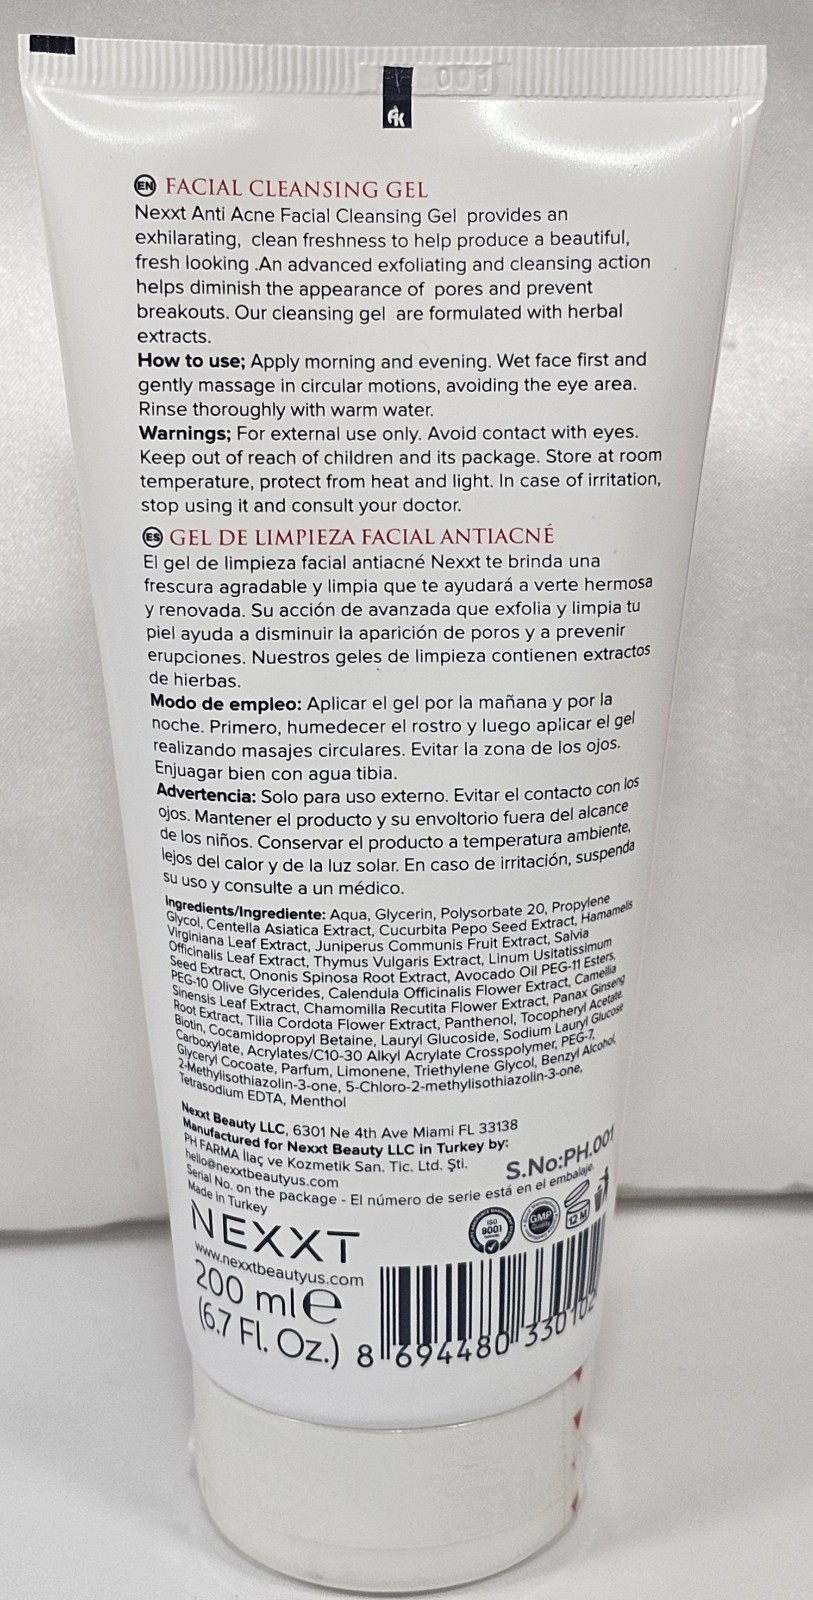 001
EN FACIAL CLEANSING GEL
Nexxt Anti Acne Facial Cleansing Gel provides an
exhilarating, clean freshness to help produce a beautiful,
fresh looking .An advanced exfoliating and cleansing action
helps diminish the appearance of pores and prevent
breakouts. Our cleansing gel are formulated with herbal
extracts.
How to use; Apply morning and evening. Wet face first and
gently massage in circular motions, avoiding the eye area.
Rinse thoroughly with warm water.
Warnings; For external use only. Avoid contact with eyes.
Keep out of reach of children and its package. Store at room
temperature, protect from heat and light. In case of irritation,
stop using it and consult your doctor.
ES GEL DE LIMPIEZA FACIAL ANTIACNÉ
El gel de limpieza facial antiacné Nexxt te brinda una
frescura agradable y limpia que te ayudará a verte hermosa
y renovada. Su acción de avanzada que exfolia y limpia tu
piel ayuda a disminuir la aparición de poros y a prevenir
erupciones. Nuestros geles de limpieza contienen extractos
de hierbas.
Modo de empleo: Aplicar el gel por la mañana y por la
noche. Primero, humedecer el rostro y luego aplicar el gel
realizando masajes circulares. Evitar la zona de los ojos.
Enjuagar bien con agua tibia.
Advertencia: Solo para uso externo. Evitar el contacto con los
ojos. Mantener el producto y su envoltorio fuera del alcance
de los niños. Conservar el producto a temperatura ambiente,
lejos del calor y de la luz solar. En caso de irritación, suspenda
su uso y consulte a un médico.
Ingredients/Ingrediente: Aqua, Glycerin, Polysorbate 20, Propylene
Glycol, Centella Asiatica Extract, Cucurbita Pepo Seed Extract, Hamamelis
Virginiana Leaf Extract, Juniperus Communis Fruit Extract, Salvia
Officinalis Leaf Extract, Thymus Vulgaris Extract, Linum Usitatissimum
Seed Extract, Ononis Spinosa Root Extract, Avocado Oil PEG-11 Esters,
PEG-10 Olive Glycerides, Calendula Officinalis Flower Extract, Camellia
Sinensis Leaf Extract, Chamomilla Recutita Flower Extract, Panax Ginseng
Root Extract, Tilia Cordota Flower Extract, Panthenol, Tocopheryl Acetate,
Biotin, Cocamidopropyl Betaine, Lauryl Glucoside, Sodium Lauryl Glucose
Carboxylate, Acrylates/C10-30 Alkyl Acrylate Crosspolymer, PEG-7,
Glyceryl Cocoate, Parfum, Limonene, Triethylene Glycol, Benzyl Alcohol,
2-Methylisothiazolin-3-one, 5-Chloro-2-methylisothiazolin-3-one,
Tetrasodium EDTA, Menthol
Nexxt Beauty LLC, 6301 Ne 4th Ave Miami FL 33138
Manufactured for Nexxt Beauty LLC in Turkey by:
PH FARMA İlaç ve Kozmetik San. Tic. Ltd. Şti.
hello@nexxtbeautyus.com
S.No:PH.001
Serial No. on the package - El número de serie está en el embalaje.
Made in Turkey
NEXXT
ISO
9001
GMP
Quality
12 M
www.nexxtbeautyus.com
200 ml e
(6.7 Fl. Oz.)
8 694480 330102